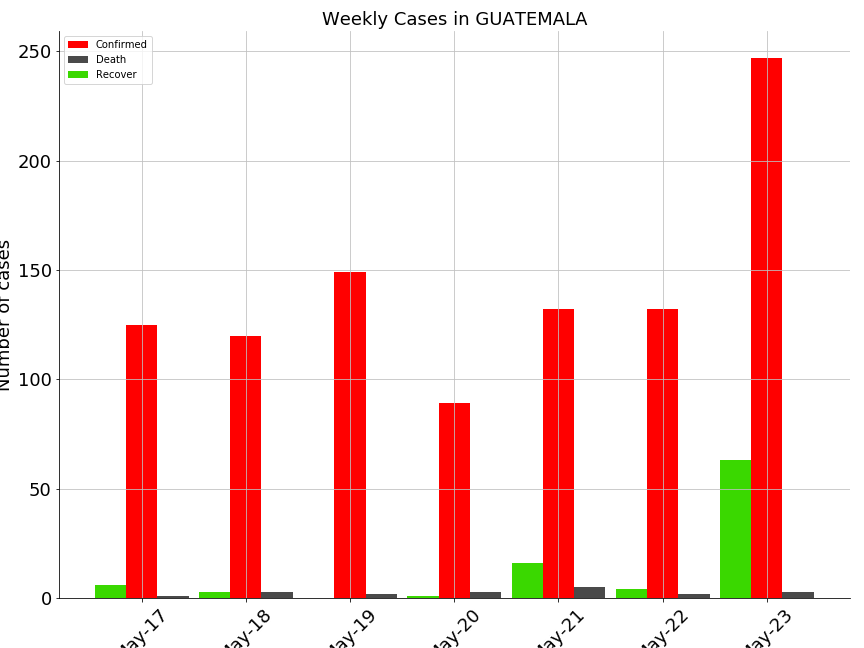 Weekly Cases in GUATEMALA
Confirmed
Death
Recover
Number of cases
250
200
150
100
50
0
May-17
May-18
May-19
May-20
May-21
May-22
May-23